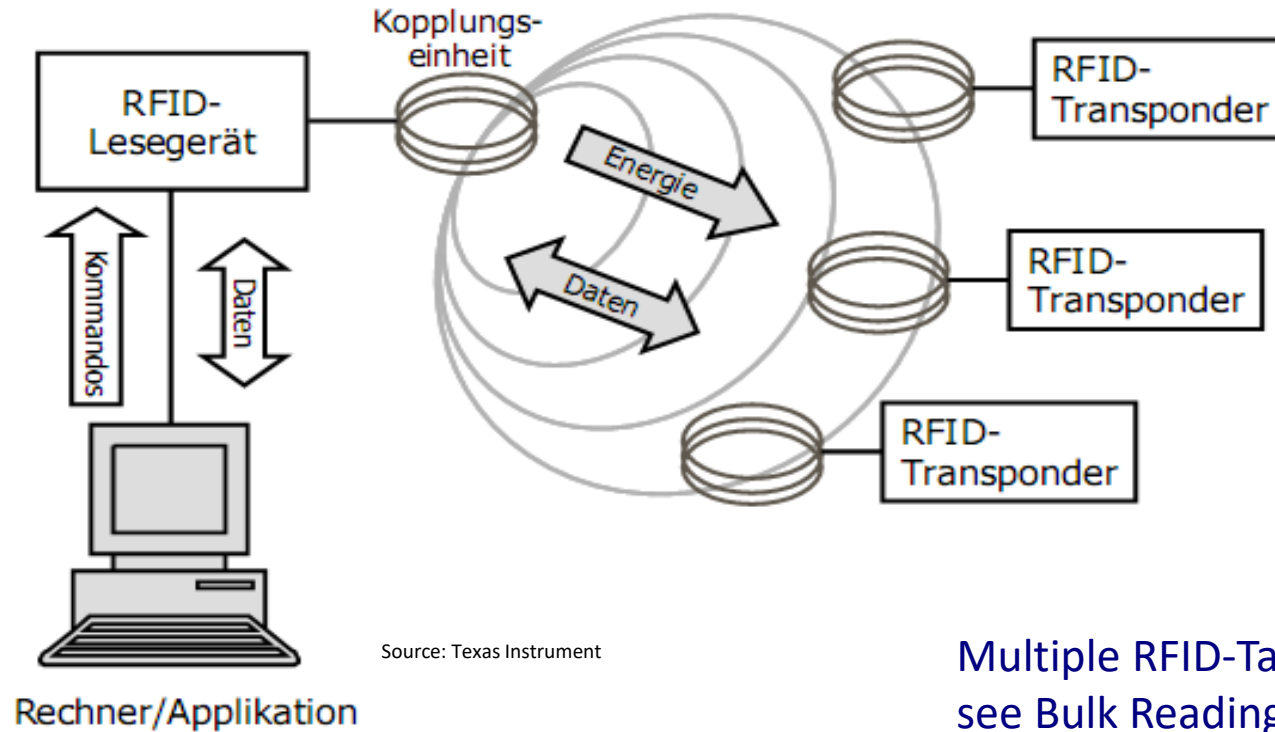 Kopplungs-
einheit
RFID-
Lesegerät
Energie
Daten
Kommandos
Daten
RFID-
Transponder
RFID-
Transponder
RFID-
Transponder
Rechner/Applikation
Source: Texas Instrument
Multiple RFID-Ta
see Bulk Reading